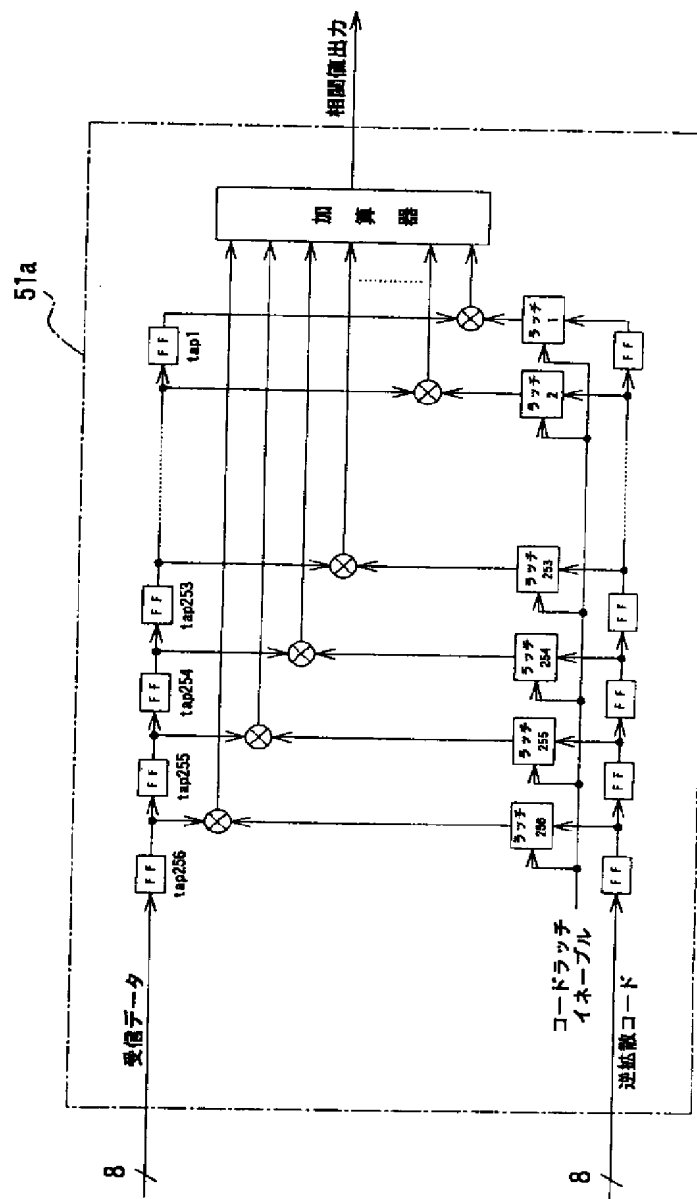 51a
8
受信データ
FF
tap256
FF
tap255
FF
tap254
FF
tap253
FF
tap1
加算器
相関値出力
ラッチ
256
ラッチ
255
ラッチ
254
ラッチ
253
ラッチ
2
ラッチ
1
コードラッチ
イネーブル
8
逆拡散コード
FF
FF
FF
FF
FF